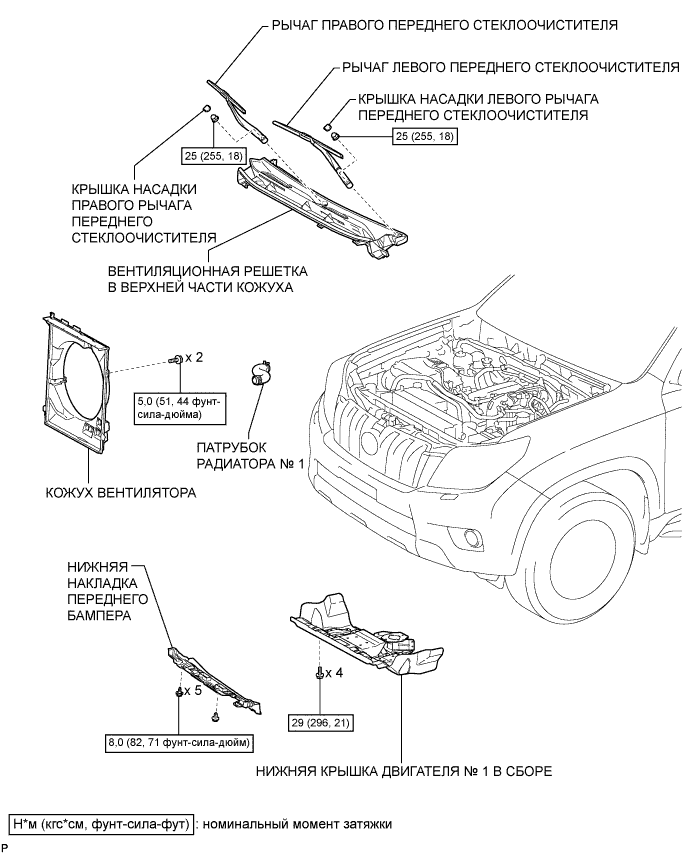 РЫЧАГ ПРАВОГО ПЕРЕДНЕГО СТЕКЛООЧИСТИТЕЛЯ
РЫЧАГ ЛЕВОГО ПЕРЕДНЕГО СТЕКЛООЧИСТИТЕЛЯ
КРЫШКА НАСАДКИ ЛЕВОГО РЫЧАГА
ПЕРЕДНЕГО СТЕКЛООЧИСТИТЕЛЯ
25 (255, 18)
25 (255, 18)
КРЫШКА НАСАДКИ
ПРАВОГО РЫЧАГА
ПЕРЕДНЕГО
СТЕКЛООЧИСТИТЕЛЯ
ВЕНТИЛЯЦИОННАЯ РЕШЕТКА
В ВЕРХНЕЙ ЧАСТИ КОЖУХА
x 2
5,0 (51, 44 фунт-
сила-дюйма)
ПАТРУБОК
РАДИАТОРА № 1
КОЖУХ ВЕНТИЛЯТОРА
НИЖНЯЯ
НАКЛАДКА
ПЕРЕДНЕГО
БАМПЕРА
x 5
x 4
29 (296, 21)
8,0 (82, 71 фунт-сила-дюйм)
НИЖНЯЯ КРЫШКА ДВИГАТЕЛЯ № 1 В СБОРЕ
Н*м (кгс*см, фунт-сила-фут) : номинальный момент затяжки
P